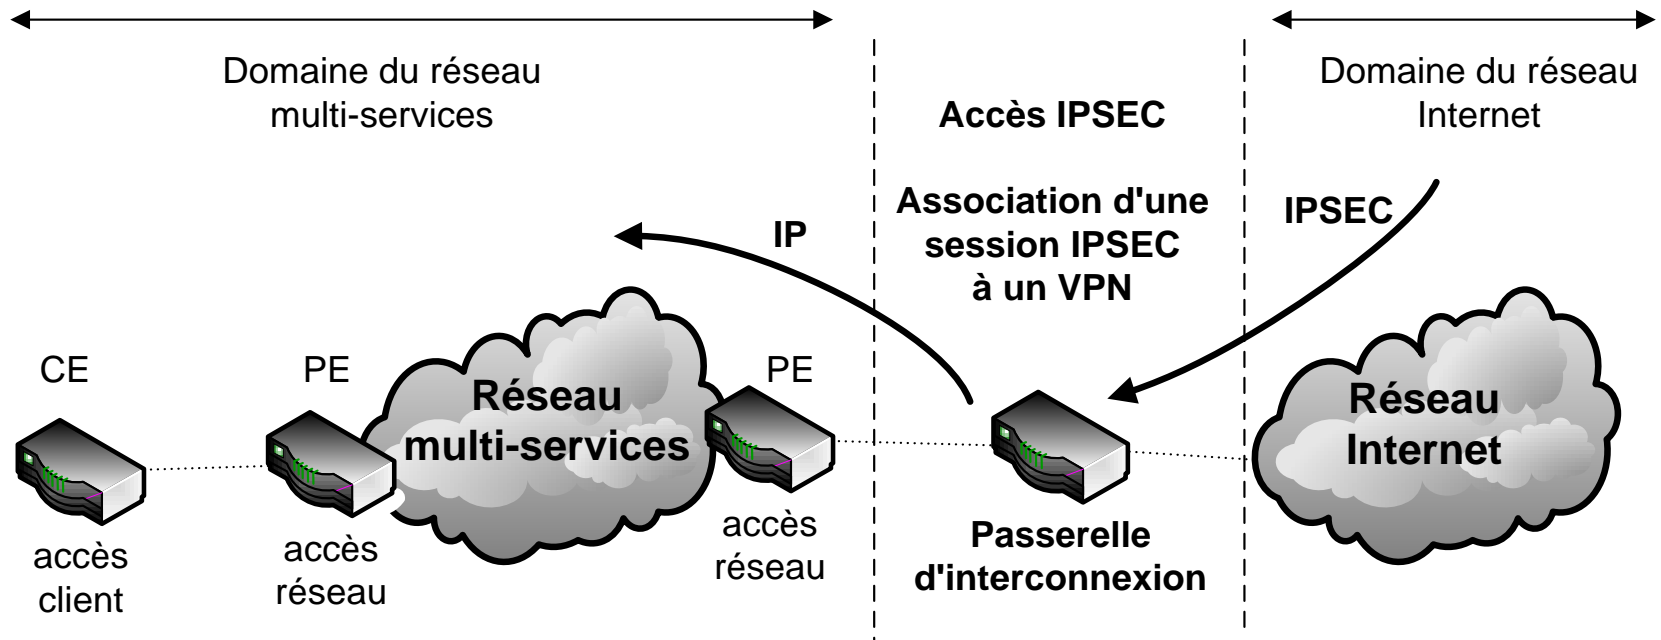 Domaine du réseau
multi-services
Accès IPSEC
Association d'une
session IPSEC
à un VPN
Domaine du réseau
Internet
IP
IPSEC
CE
PE
PE
Réseau
multi-services
Réseau
Internet
accès
client
accès
réseau
accès
réseau
Passerelle
d'interconnexion